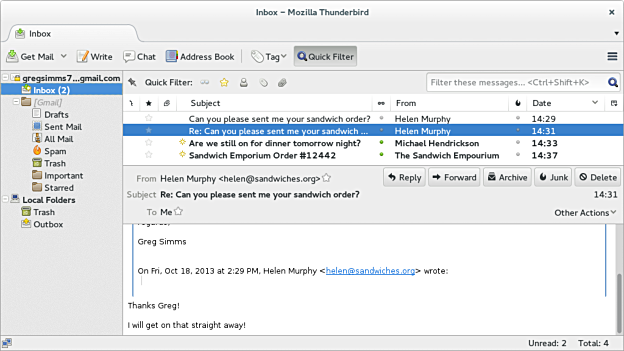 Inbox – Mozilla Thunderbird
Inbox
Get Mail Write Chat Address Book Tag Quick Filter
gregsimms7...gmail.com
Inbox (2)
[Gmail]
Drafts
Sent Mail
All Mail
Spam
Trash
Important
Starred
Local Folders
Trash
Outbox
Quick Filter: Filter these messages... <Ctrl+Shift+K>
Subject From Date
Can you please sent me your sandwich order? Helen Murphy 14:29
Re: Can you please sent me your sandwich ... Helen Murphy 14:31
Are we still on for dinner tomorrow night? Michael Hendrickson 14:33
Sandwich Emporium Order #12442 The Sandwich Empourium 14:37
From Helen Murphy <helen@sandwiches.org> Reply Forward Archive Junk Delete
Subject Re: Can you please sent me your sandwich order? 14:31
To Me Other Actions
Greg Simms
On Fri, Oct 18, 2013 at 2:29 PM, Helen Murphy <helen@sandwiches.org> wrote:
Thanks Greg!
I will get on that straight away!
Unread: 2 Total: 4